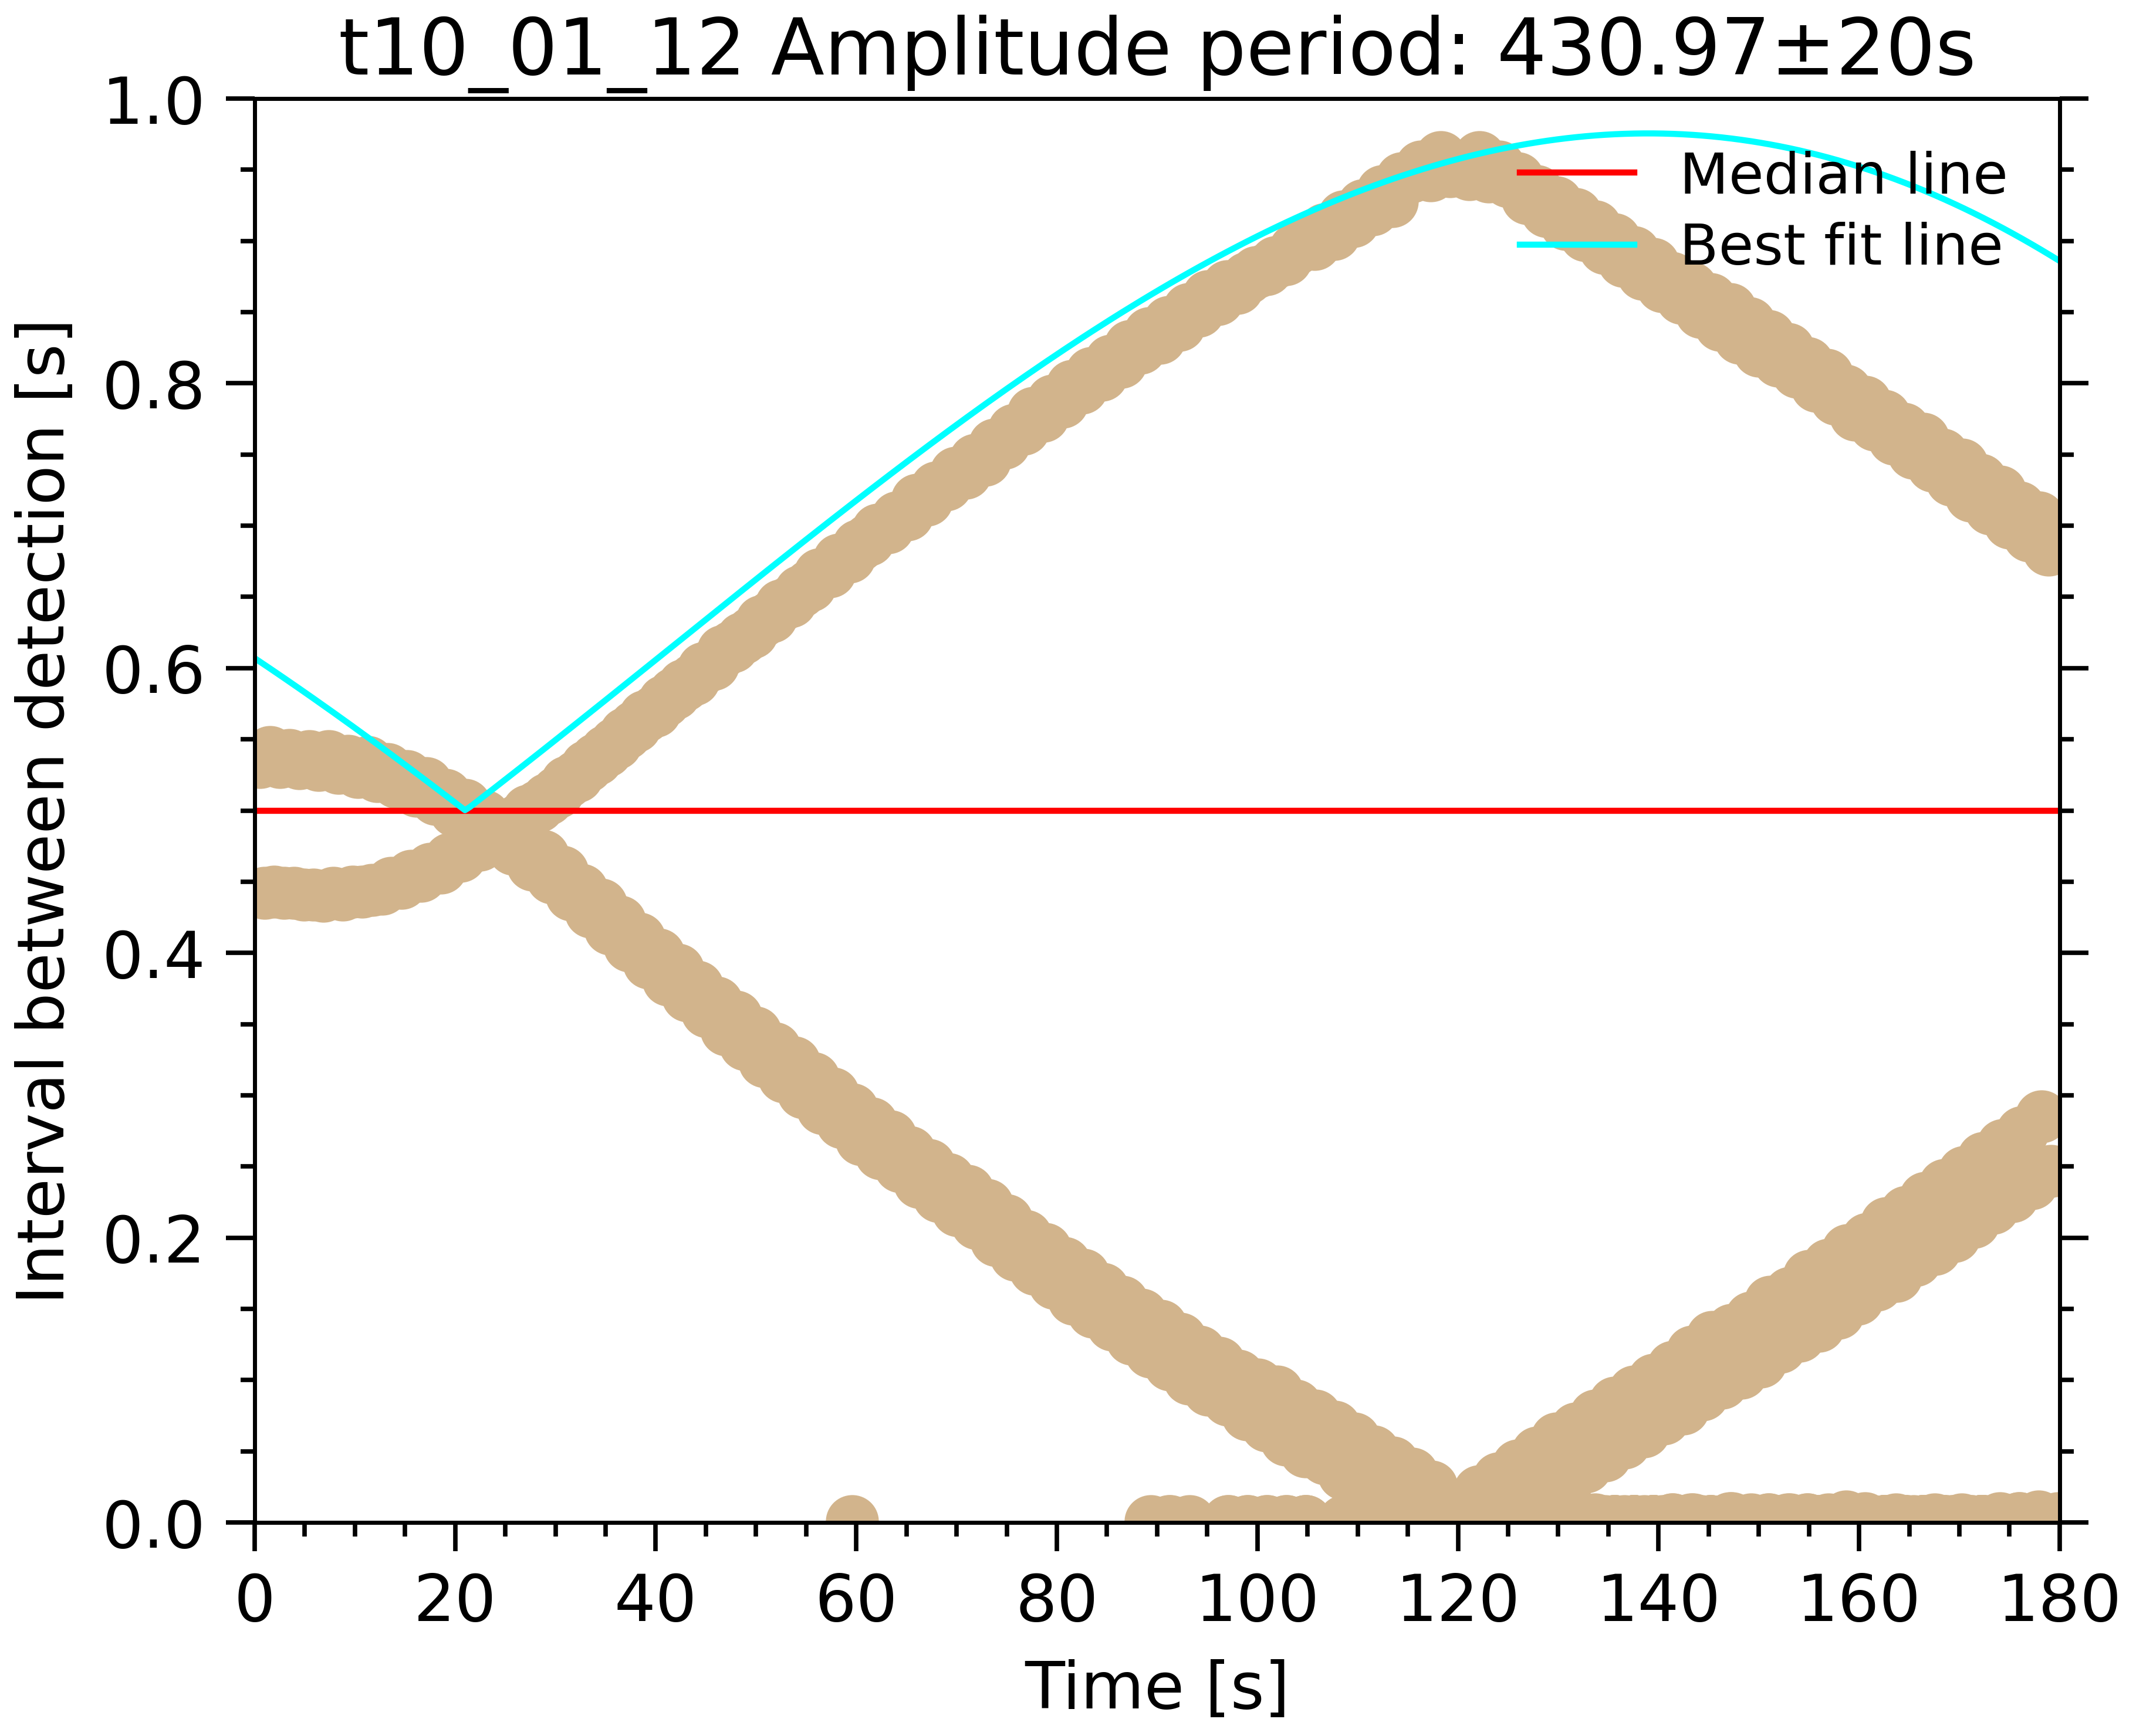 t10_01_12 Amplitude period: 430.97±20s
1.0
0.8
0.6
0.4
0.2
0.0
Interval between detection [s]
Median line
Best fit line
0 20 40 60 80 100 120 140 160 180
Time [s]